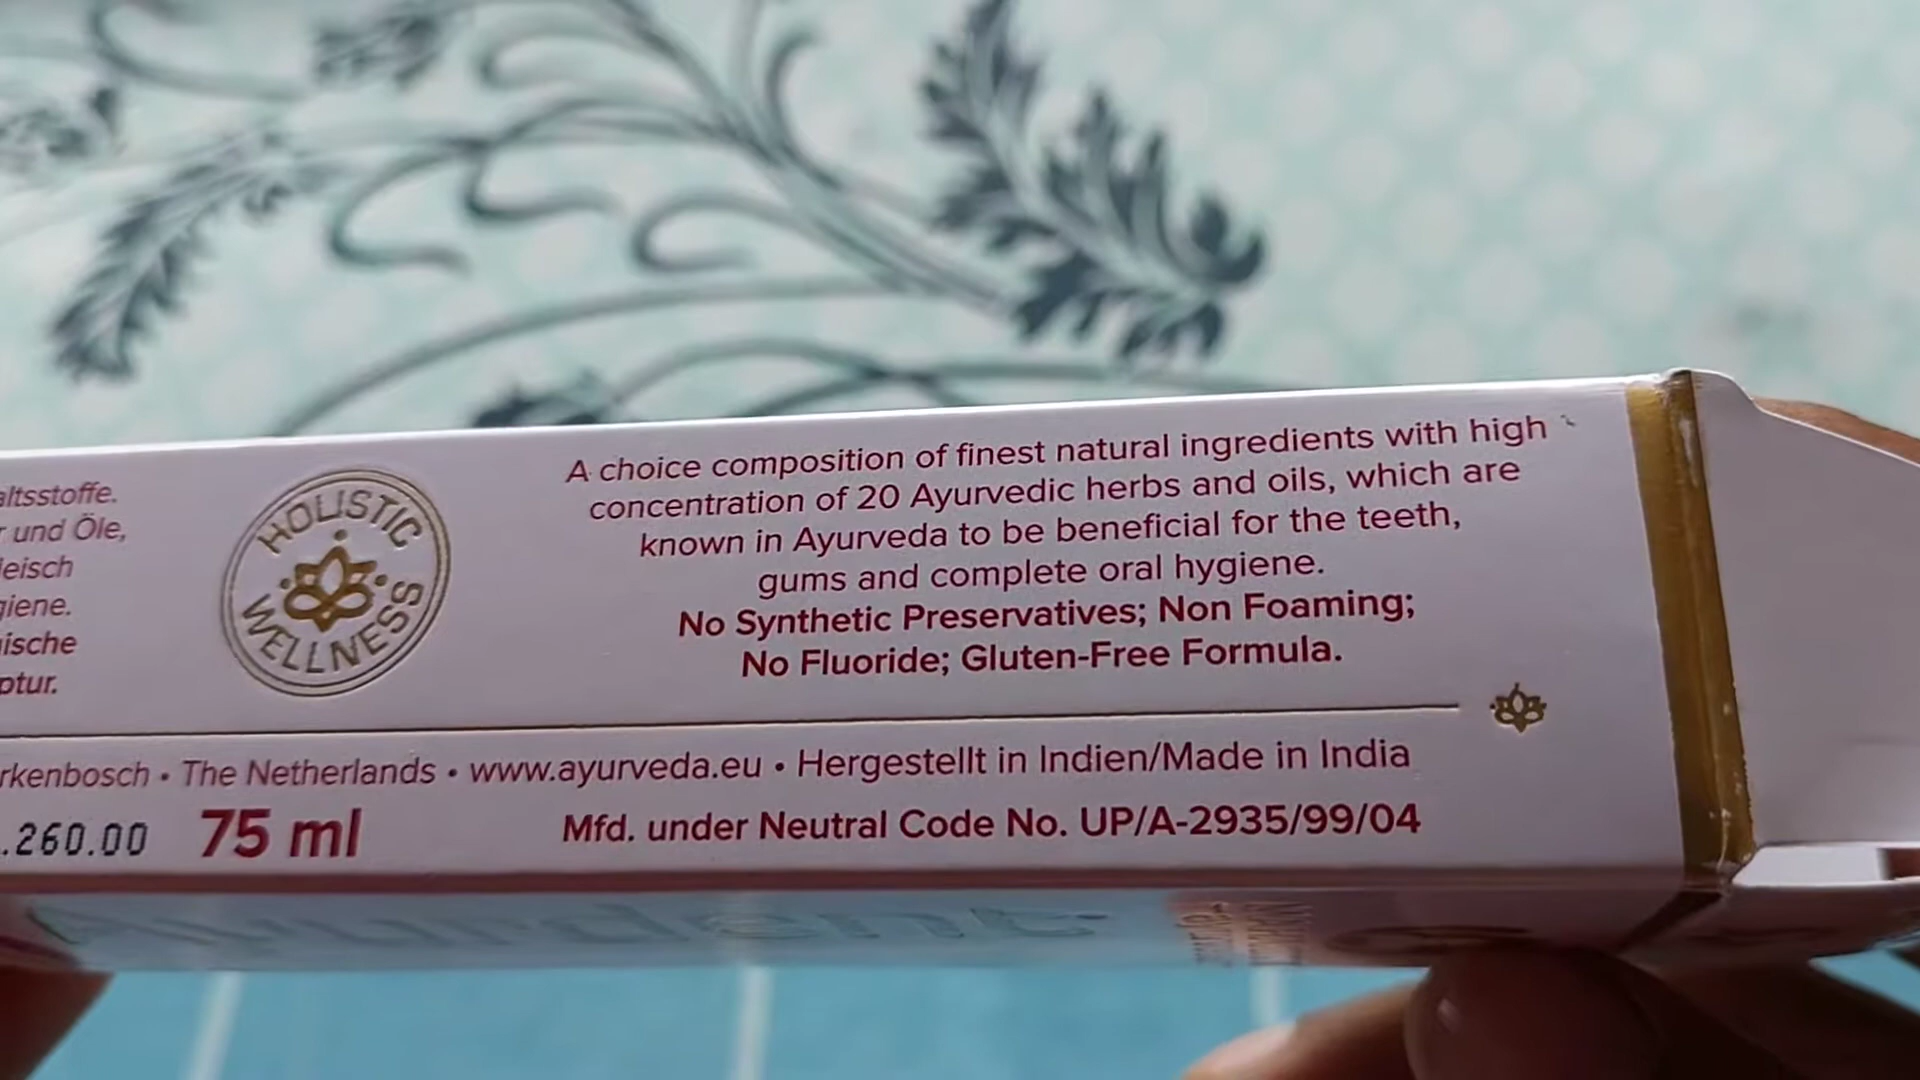 altsstoffe.
r und Öle,
leisch
giene.
ische
ptur.
HOLISTIC
WELLNESS
A choice composition of finest natural ingredients with high
concentration of 20 Ayurvedic herbs and oils, which are
known in Ayurveda to be beneficial for the teeth,
gums and complete oral hygiene.
No Synthetic Preservatives; Non Foaming;
No Fluoride; Gluten-Free Formula.
rkenbosch • The Netherlands • www.ayurveda.eu • Hergestellt in Indien/Made in India
.260.00 75 ml Mfd. under Neutral Code No. UP/A-2935/99/04
Ayurdent